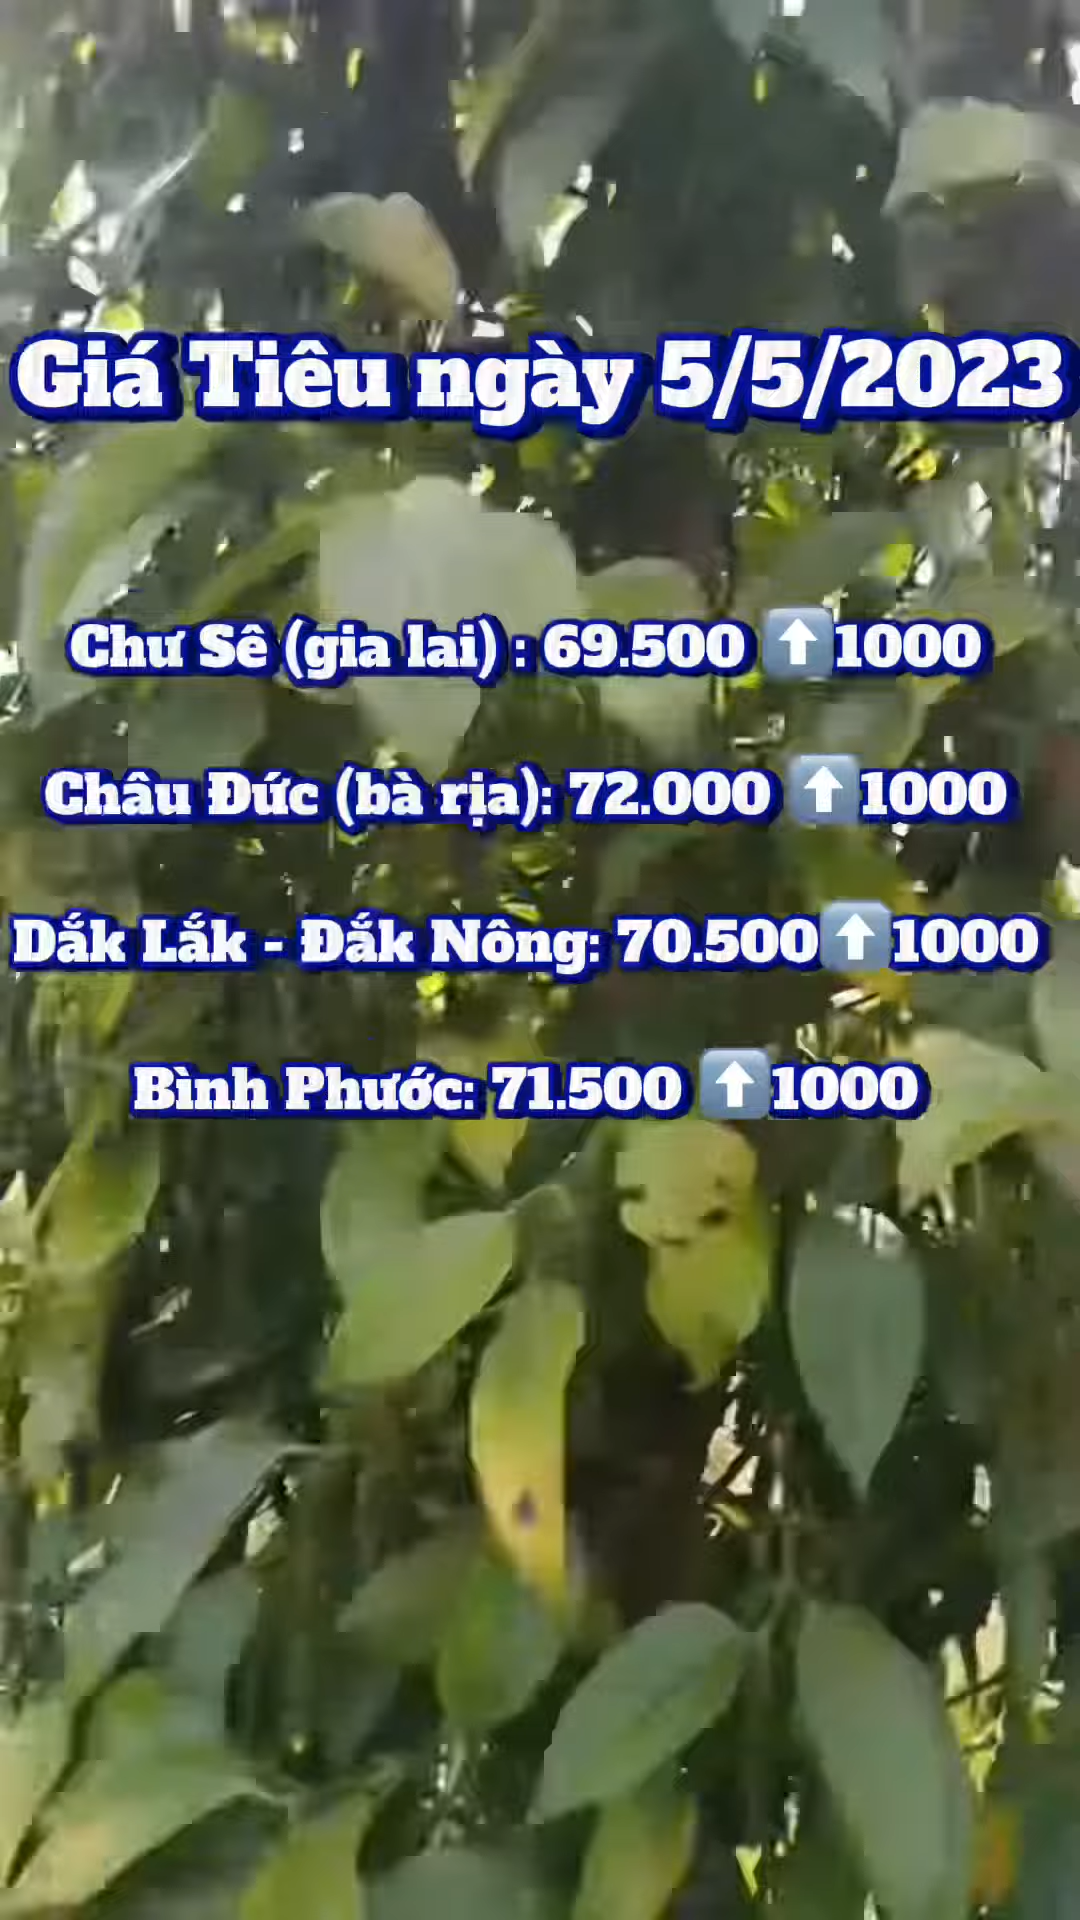 Giá Tiêu ngày 5/5/2023
Chư Sê (gia lai) : 69.500 ⬆️1000
Châu Đức (bà rịa): 72.000 ⬆️1000
Dắk Lắk - Đắk Nông: 70.500⬆️1000
Bình Phước: 71.500 ⬆️1000